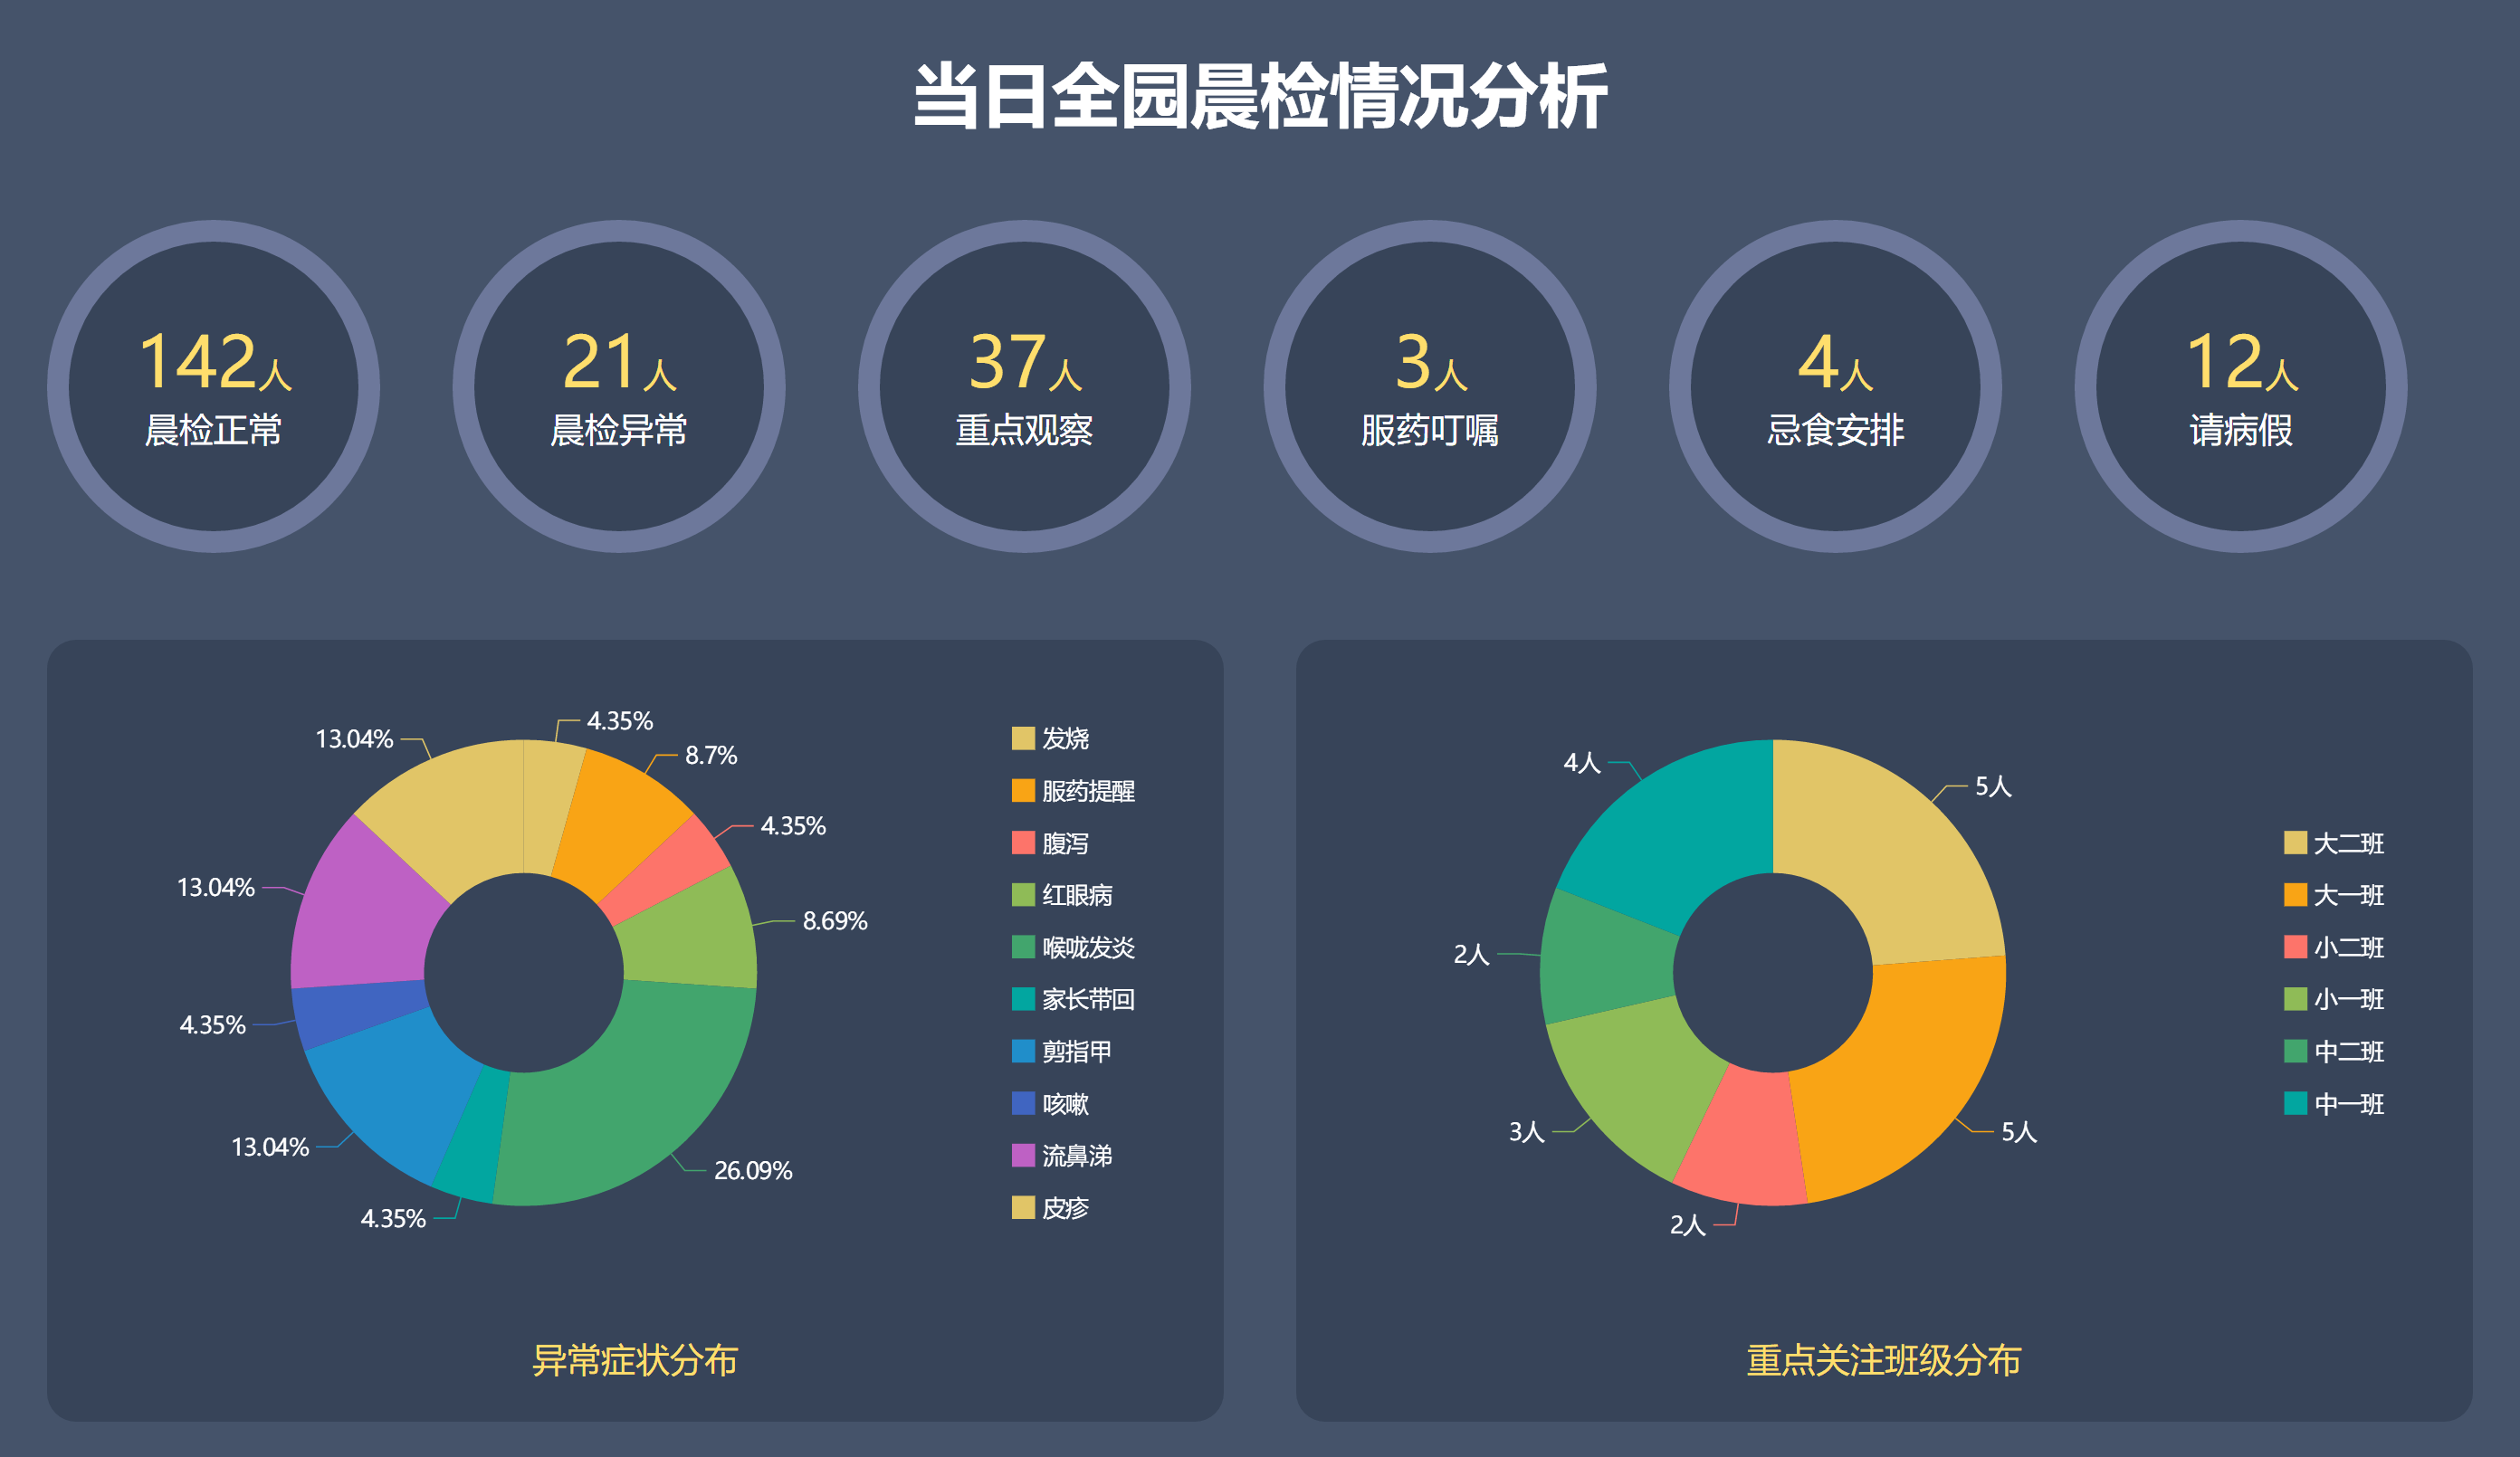 当日全园晨检情况分析
142人
晨检正常
21人
晨检异常
37人
重点观察
3人
服药叮嘱
4人
忌食安排
12人
请病假
4.35%
8.7%
4.35%
8.69%
26.09%
4.35%
13.04%
4.35%
13.04%
13.04%
发烧
服药提醒
腹泻
红眼病
喉咙发炎
家长带回
剪指甲
咳嗽
流鼻涕
皮疹
异常症状分布
5人
5人
2人
3人
2人
4人
大二班
大一班
小二班
小一班
中二班
中一班
重点关注班级分布